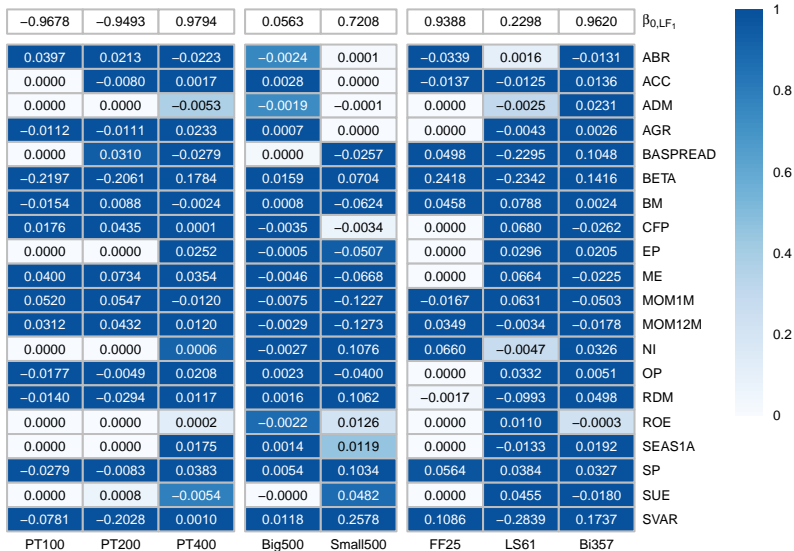 −0.9678 −0.9493 0.9794 0.0563 0.7208 0.9388 0.2298 0.9620 β0,LF1
0.0397 0.0213 −0.0223 −0.0024 0.0001 −0.0339 0.0016 −0.0131 ABR
0.0000 −0.0080 0.0017 0.0028 0.0000 −0.0137 −0.0125 0.0136 ACC
0.0000 0.0000 −0.0053 −0.0019 −0.0001 0.0000 −0.0025 0.0231 ADM
−0.0112 −0.0111 0.0233 0.0007 0.0000 0.0000 −0.0043 0.0026 AGR
0.0000 0.0310 −0.0279 0.0000 −0.0257 0.0498 −0.2295 0.1048 BASPREAD
−0.2197 −0.2061 0.1784 0.0159 0.0704 0.2418 −0.2342 0.1416 BETA
−0.0154 0.0088 −0.0024 0.0008 −0.0624 0.0458 0.0788 0.0024 BM
0.0176 0.0435 0.0001 −0.0035 −0.0034 0.0000 0.0680 −0.0262 CFP
0.0000 0.0000 0.0252 −0.0005 −0.0507 0.0000 0.0296 0.0205 EP
0.0400 0.0734 0.0354 −0.0046 −0.0668 0.0000 0.0664 −0.0225 ME
0.0520 0.0547 −0.0120 −0.0075 −0.1227 −0.0167 0.0631 −0.0503 MOM1M
0.0312 0.0432 0.0120 −0.0029 −0.1273 0.0349 −0.0034 −0.0178 MOM12M
0.0000 0.0000 0.0006 −0.0027 0.1076 0.0660 −0.0047 0.0326 NI
−0.0177 −0.0049 0.0208 0.0023 −0.0400 0.0000 0.0332 0.0051 OP
−0.0140 −0.0294 0.0117 0.0016 0.1062 −0.0017 −0.0993 0.0498 RDM
0.0000 0.0000 0.0002 −0.0022 0.0126 0.0000 0.0110 −0.0003 ROE
0.0000 0.0000 0.0175 0.0014 0.0119 0.0000 −0.0133 0.0192 SEAS1A
−0.0279 −0.0083 0.0383 0.0054 0.1034 0.0564 0.0384 0.0327 SP
0.0000 0.0008 −0.0054 −0.0000 0.0482 0.0000 0.0455 −0.0180 SUE
−0.0781 −0.2028 0.0010 0.0118 0.2578 0.1086 −0.2839 0.1737 SVAR
PT100 PT200 PT400 Big500 Small500 FF25 LS61 Bi357
1
0.8
0.6
0.4
0.2
0